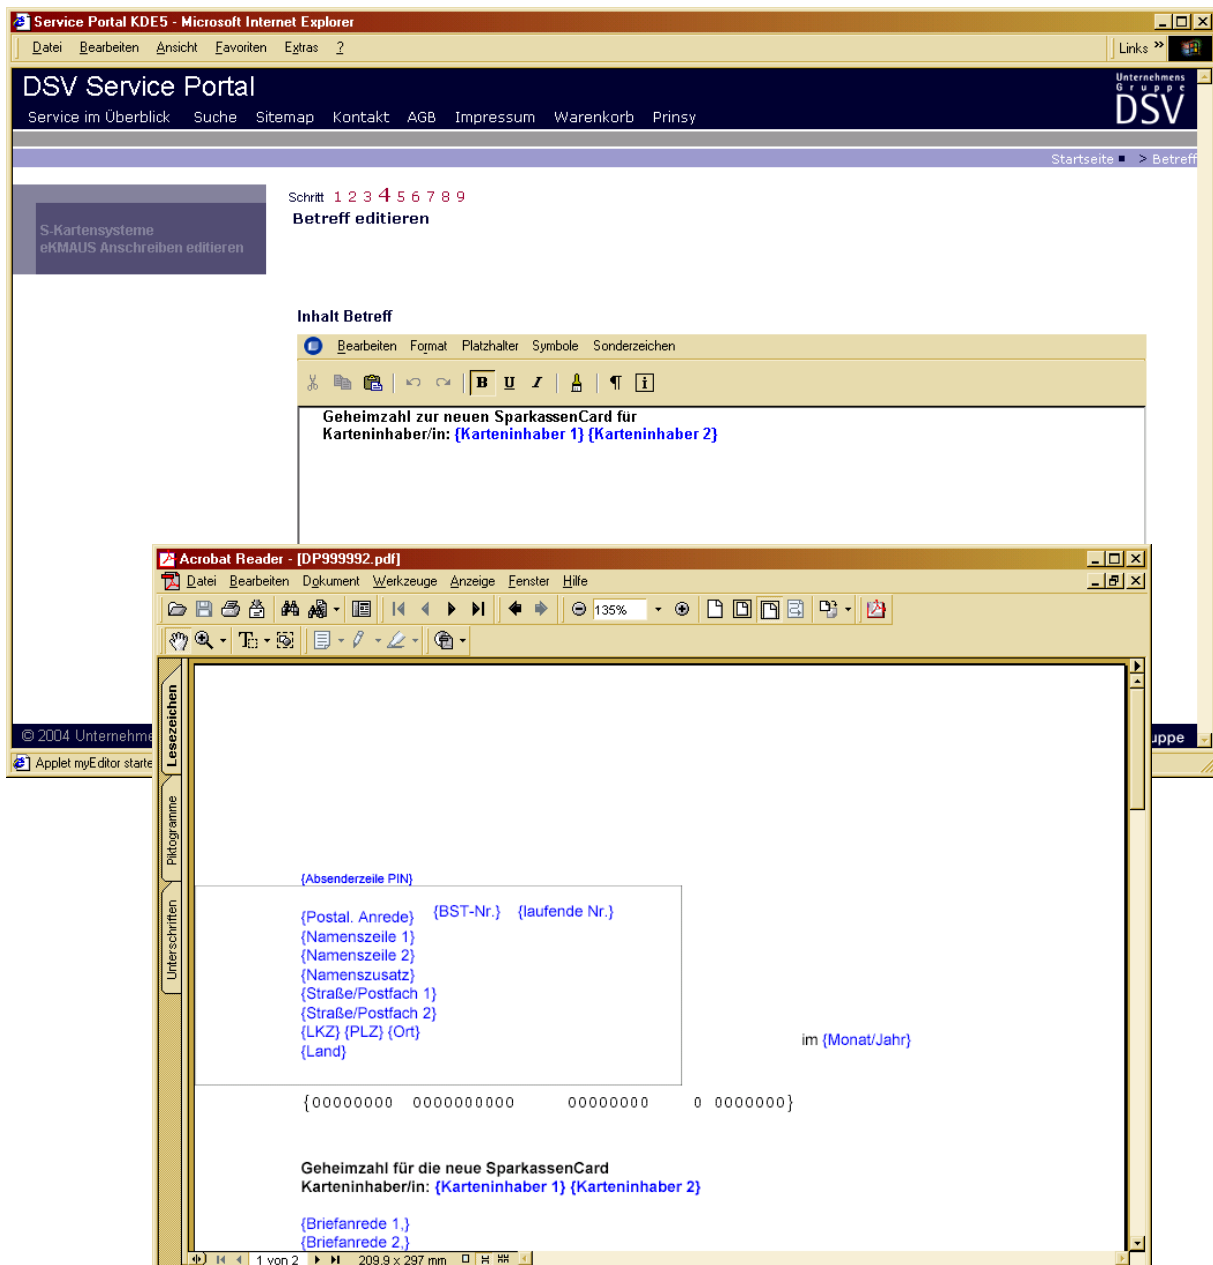 Service Portal KDE5 - Microsoft Internet Explorer
Datei Bearbeiten Ansicht Favoriten Extras ? Links »
DSV Service Portal
Unternehmens
Gruppe
DSV
Service im Überblick Suche Sitemap Kontakt AGB Impressum Warenkorb Prinsy
Startseite > Betreff
Schritt 1 2 3 4 5 6 7 8 9
Betreff editieren
S-Kartensysteme
eKMAUS Anschreiben editieren
Inhalt Betreff
Bearbeiten Format Platzhalter Symbole Sonderzeichen
B U I ¶ i
Geheimzahl zur neuen SparkassenCard für
Karteninhaber/in: {Karteninhaber 1} {Karteninhaber 2}
© 2004 Unternehme
uppe
Applet myEditor starte
Acrobat Reader - [DP999992.pdf]
Datei Bearbeiten Dokument Werkzeuge Anzeige Fenster Hilfe
135%
Lesezeichen
Piktogramme
Unterschriften
{Absenderzeile PIN}
{Postal. Anrede} {BST-Nr.} {laufende Nr.}
{Namenszeile 1}
{Namenszeile 2}
{Namenszusatz}
{Straße/Postfach 1}
{Straße/Postfach 2}
{LKZ} {PLZ} {Ort}
im {Monat/Jahr}
{Land}
{00000000 0000000000 00000000 0 0000000}
Geheimzahl für die neue SparkassenCard
Karteninhaber/in: {Karteninhaber 1} {Karteninhaber 2}
{Briefanrede 1,}
{Briefanrede 2,}
1 von 2 209,9 x 297 mm